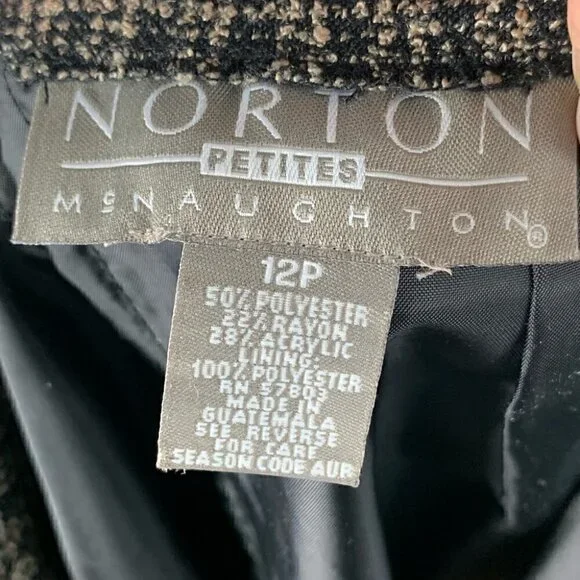 NORTON
PETITES
McNAUGHTON®
12P
50% POLYESTER
22% RAYON
28% ACRYLIC
LINING:
100% POLYESTER
RN 57803
MADE IN
GUATEMALA
SEE REVERSE
FOR CARE
SEASON CODE AUR